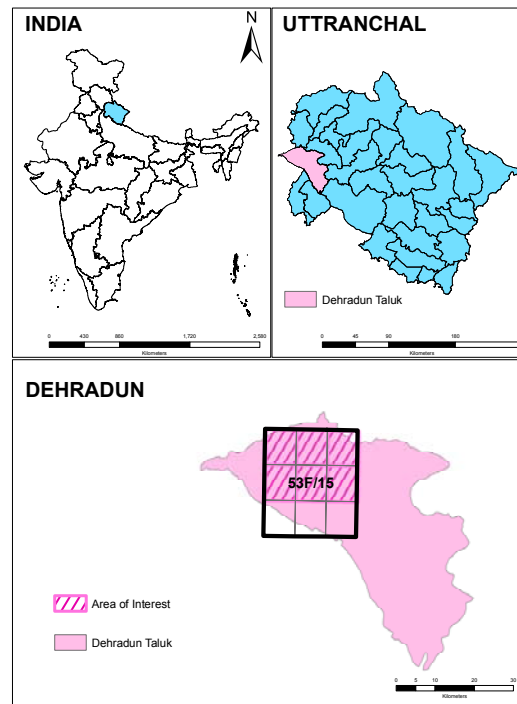 INDIA
N
0 430 860 1,720 2,580
Kilometers
UTTRANCHAL
Dehradun Taluk
0 45 90 180
Kilometers
DEHRADUN
53F/15
Area of Interest
Dehradun Taluk
0 5 10 20 30
Kilometers